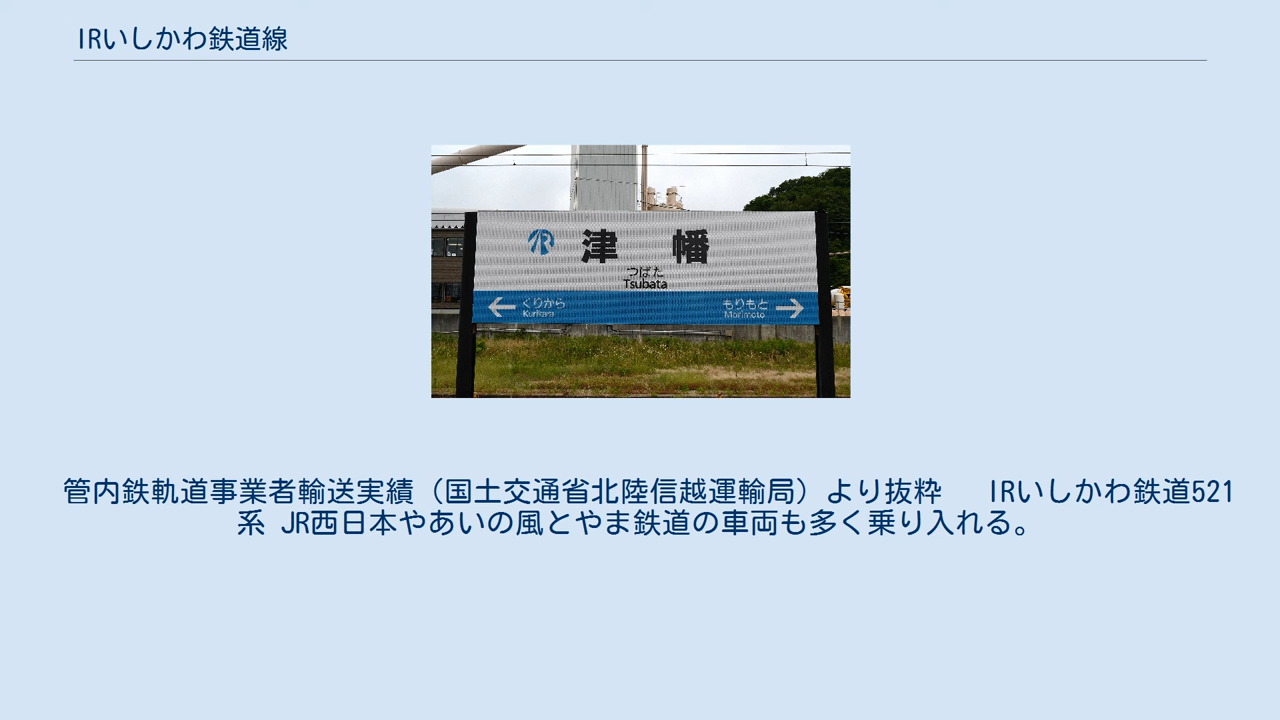 IRいしかわ鉄道線
IR 津 幡
つばた
Tsubata
← くりから もりもと →
Kurikara Morimoto
管内鉄軌道事業者輸送実績（国土交通省北陸信越運輸局）より抜粋 IRいしかわ鉄道521
系 JR西日本やあいの風とやま鉄道の車両も多く乗り入れる。